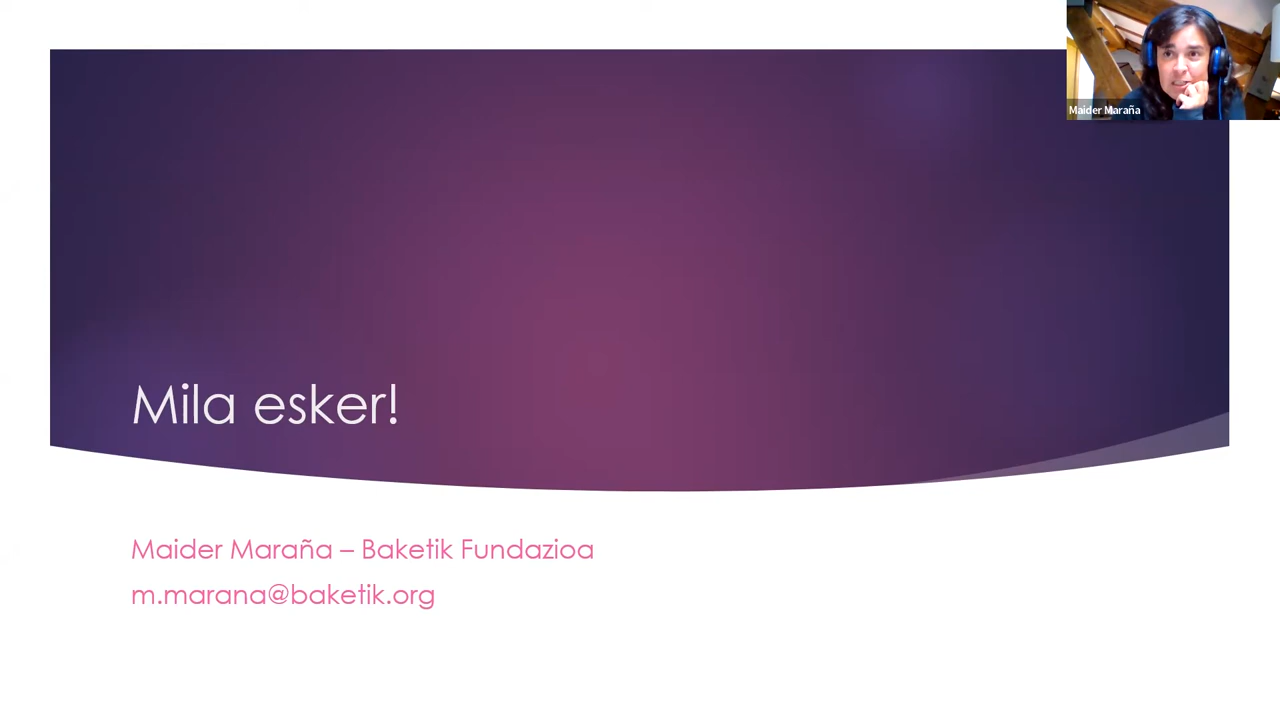 Maider Maraña
Mila esker!
Maider Maraña – Baketik Fundazioa
m.marana@baketik.org